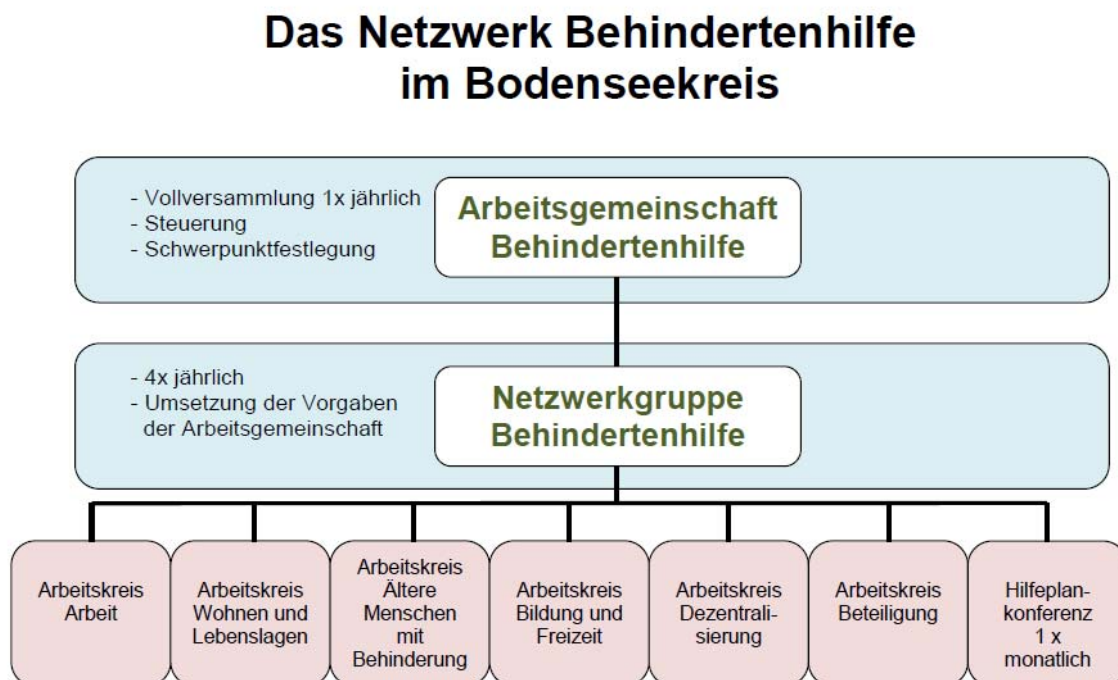 Das Netzwerk Behindertenhilfe
im Bodenseekreis
- Vollversammlung 1x jährlich
- Steuerung
- Schwerpunktfestlegung
Arbeitsgemeinschaft
Behindertenhilfe
- 4x jährlich
- Umsetzung der Vorgaben
der Arbeitsgemeinschaft
Netzwerkgruppe
Behindertenhilfe
Arbeitskreis
Arbeit
Arbeitskreis
Wohnen und
Lebenslagen
Arbeitskreis
Ältere
Menschen
mit
Behinderung
Arbeitskreis
Bildung und
Freizeit
Arbeitskreis
Dezentrali-
sierung
Arbeitskreis
Beteiligung
Hilfeplan-
konferenz
1 x
monatlich